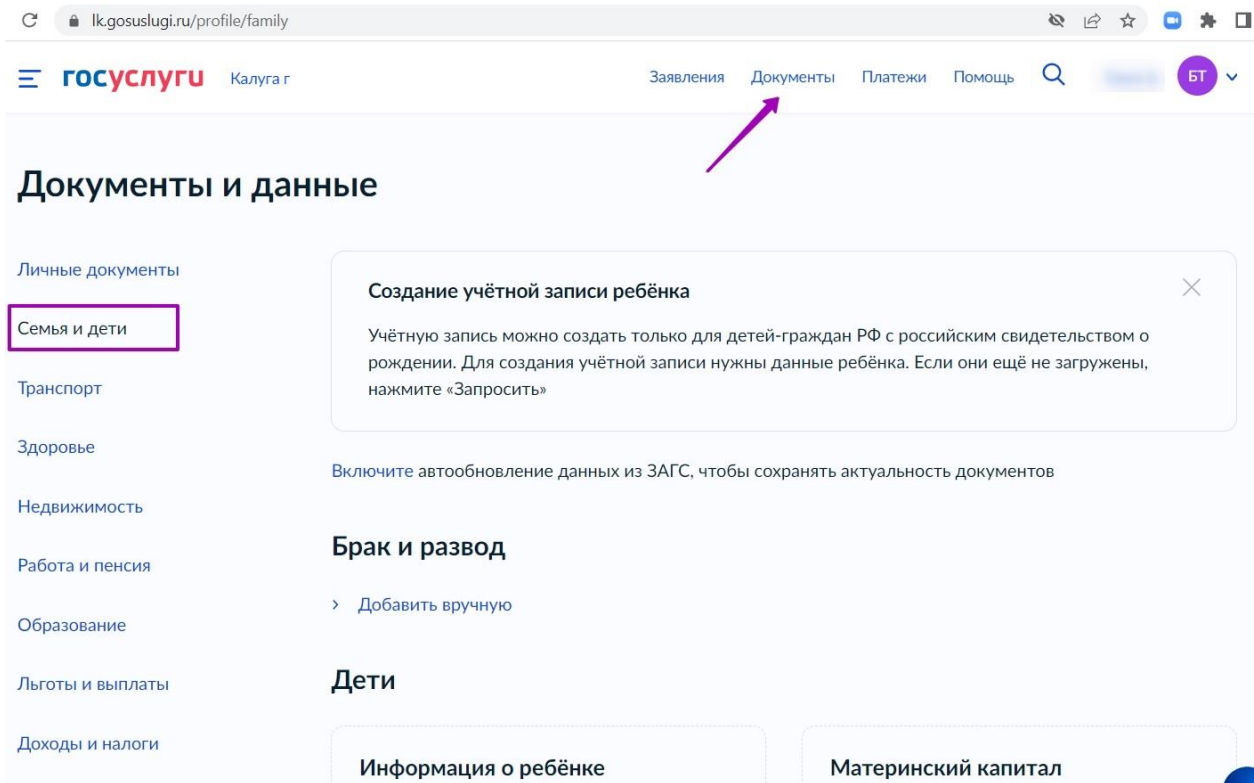 lk.gosuslugi.ru/profile/family
госуслуги Калуга г Заявления Документы Платежи Помощь БТ
Документы и данные
Личные документы
Семья и дети
Транспорт
Здоровье
Недвижимость
Работа и пенсия
Образование
Льготы и выплаты
Доходы и налоги
Создание учётной записи ребёнка
Учётную запись можно создать только для детей-граждан РФ с российским свидетельством о
рождении. Для создания учётной записи нужны данные ребёнка. Если они ещё не загружены,
нажмите «Запросить»
Включите автообновление данных из ЗАГС, чтобы сохранять актуальность документов
Брак и развод
Добавить вручную
Дети
Информация о ребёнке
Материнский капитал